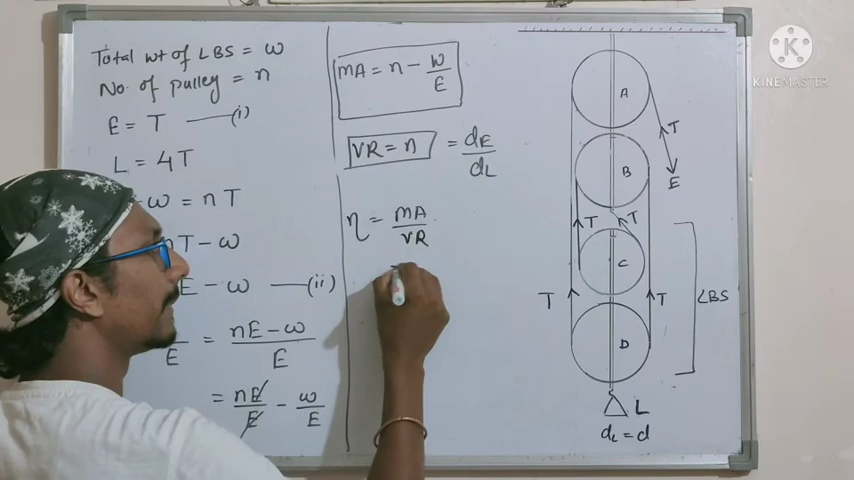 Total wt of LBS = w
No. of pulley = n
E = T —(i)
L = 4T
- w = nT
T - w
E - w —(ii)
E = nE - w / E
= nE / E - w / E
MA = n - w / E
VR = n = dE / dL
η = MA / VR
A
B
C
D
T
E
T
T
T
T
LBS
L
dL = d
K
KINEMASTER